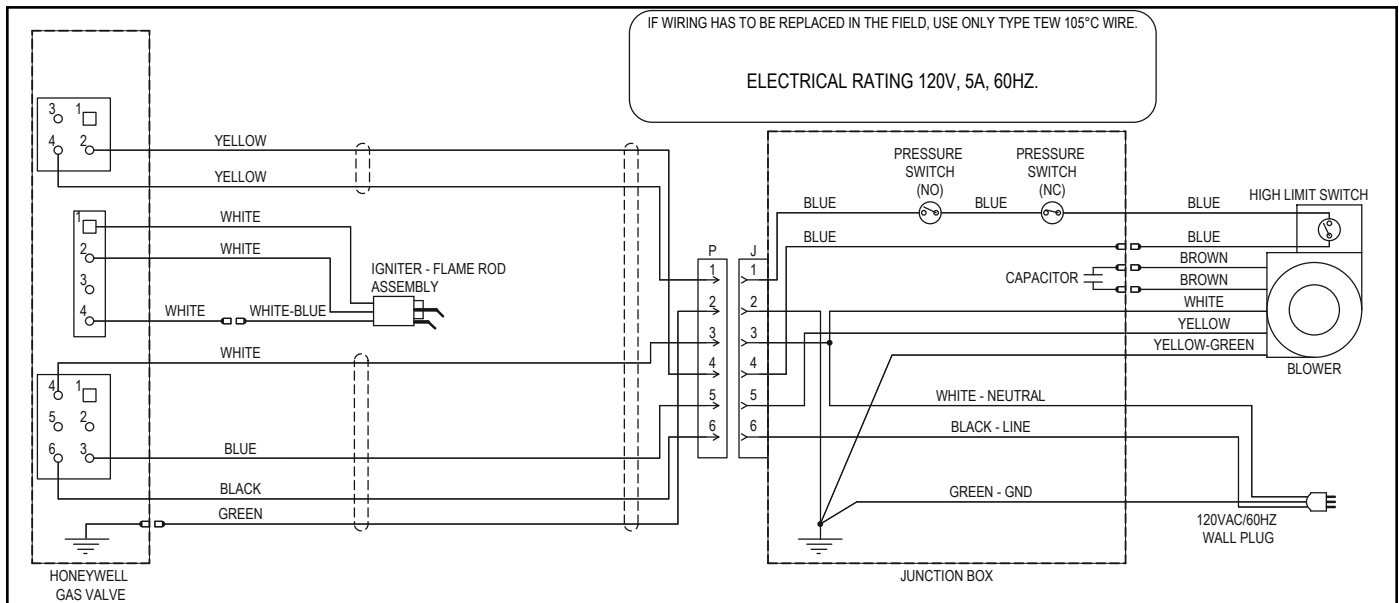 IF WIRING HAS TO BE REPLACED IN THE FIELD, USE ONLY TYPE TEW 105°C WIRE.
ELECTRICAL RATING 120V, 5A, 60HZ.
3 1
4 2
YELLOW
YELLOW
1
2
3
4
WHITE
WHITE
WHITE WHITE-BLUE
IGNITER - FLAME ROD
ASSEMBLY
WHITE
4 1
5 2
6 3
BLUE
BLACK
GREEN
HONEYWELL
GAS VALVE
P J
1 1
2 2
3 3
4 4
5 5
6 6
PRESSURE
SWITCH
(NO)
PRESSURE
SWITCH
(NC)
HIGH LIMIT SWITCH
BLUE BLUE BLUE
BLUE BLUE
CAPACITOR
BROWN
BROWN
WHITE
YELLOW
YELLOW-GREEN
BLOWER
WHITE - NEUTRAL
BLACK - LINE
GREEN - GND
120VAC/60HZ
WALL PLUG
JUNCTION BOX